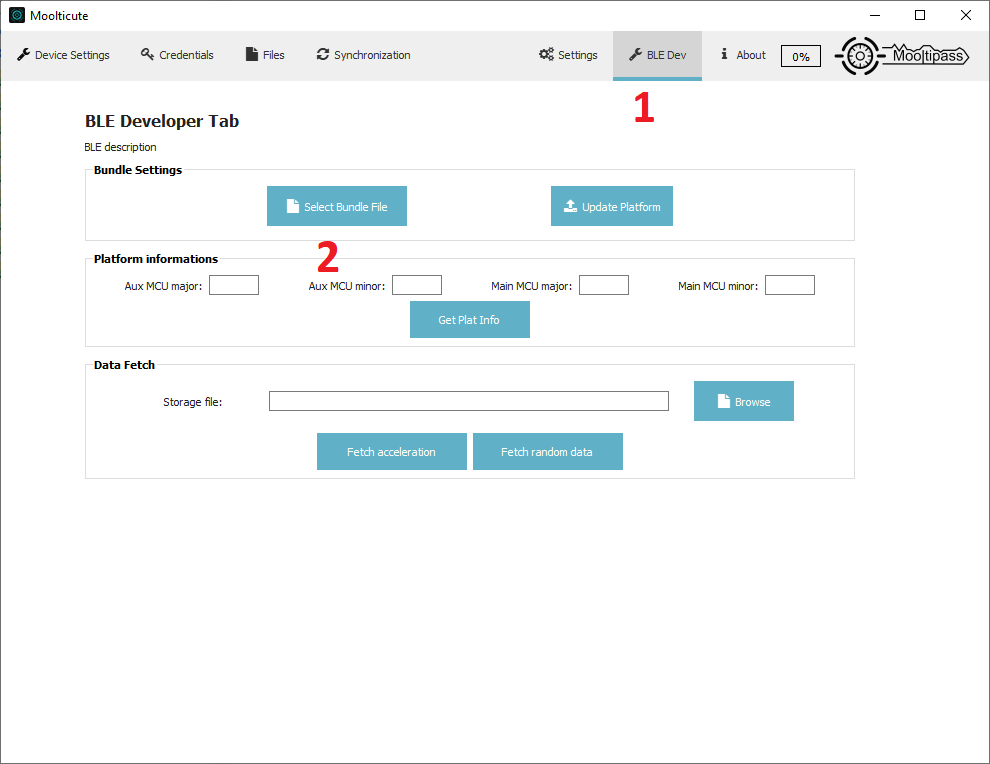 Moolticute
Device Settings Credentials Files Synchronization Settings BLE Dev i About 0% Mooltipass
1
BLE Developer Tab
BLE description
Bundle Settings
Select Bundle File Update Platform
2
Platform informations
Aux MCU major: Aux MCU minor: Main MCU major: Main MCU minor:
Get Plat Info
Data Fetch
Storage file: Browse
Fetch acceleration Fetch random data